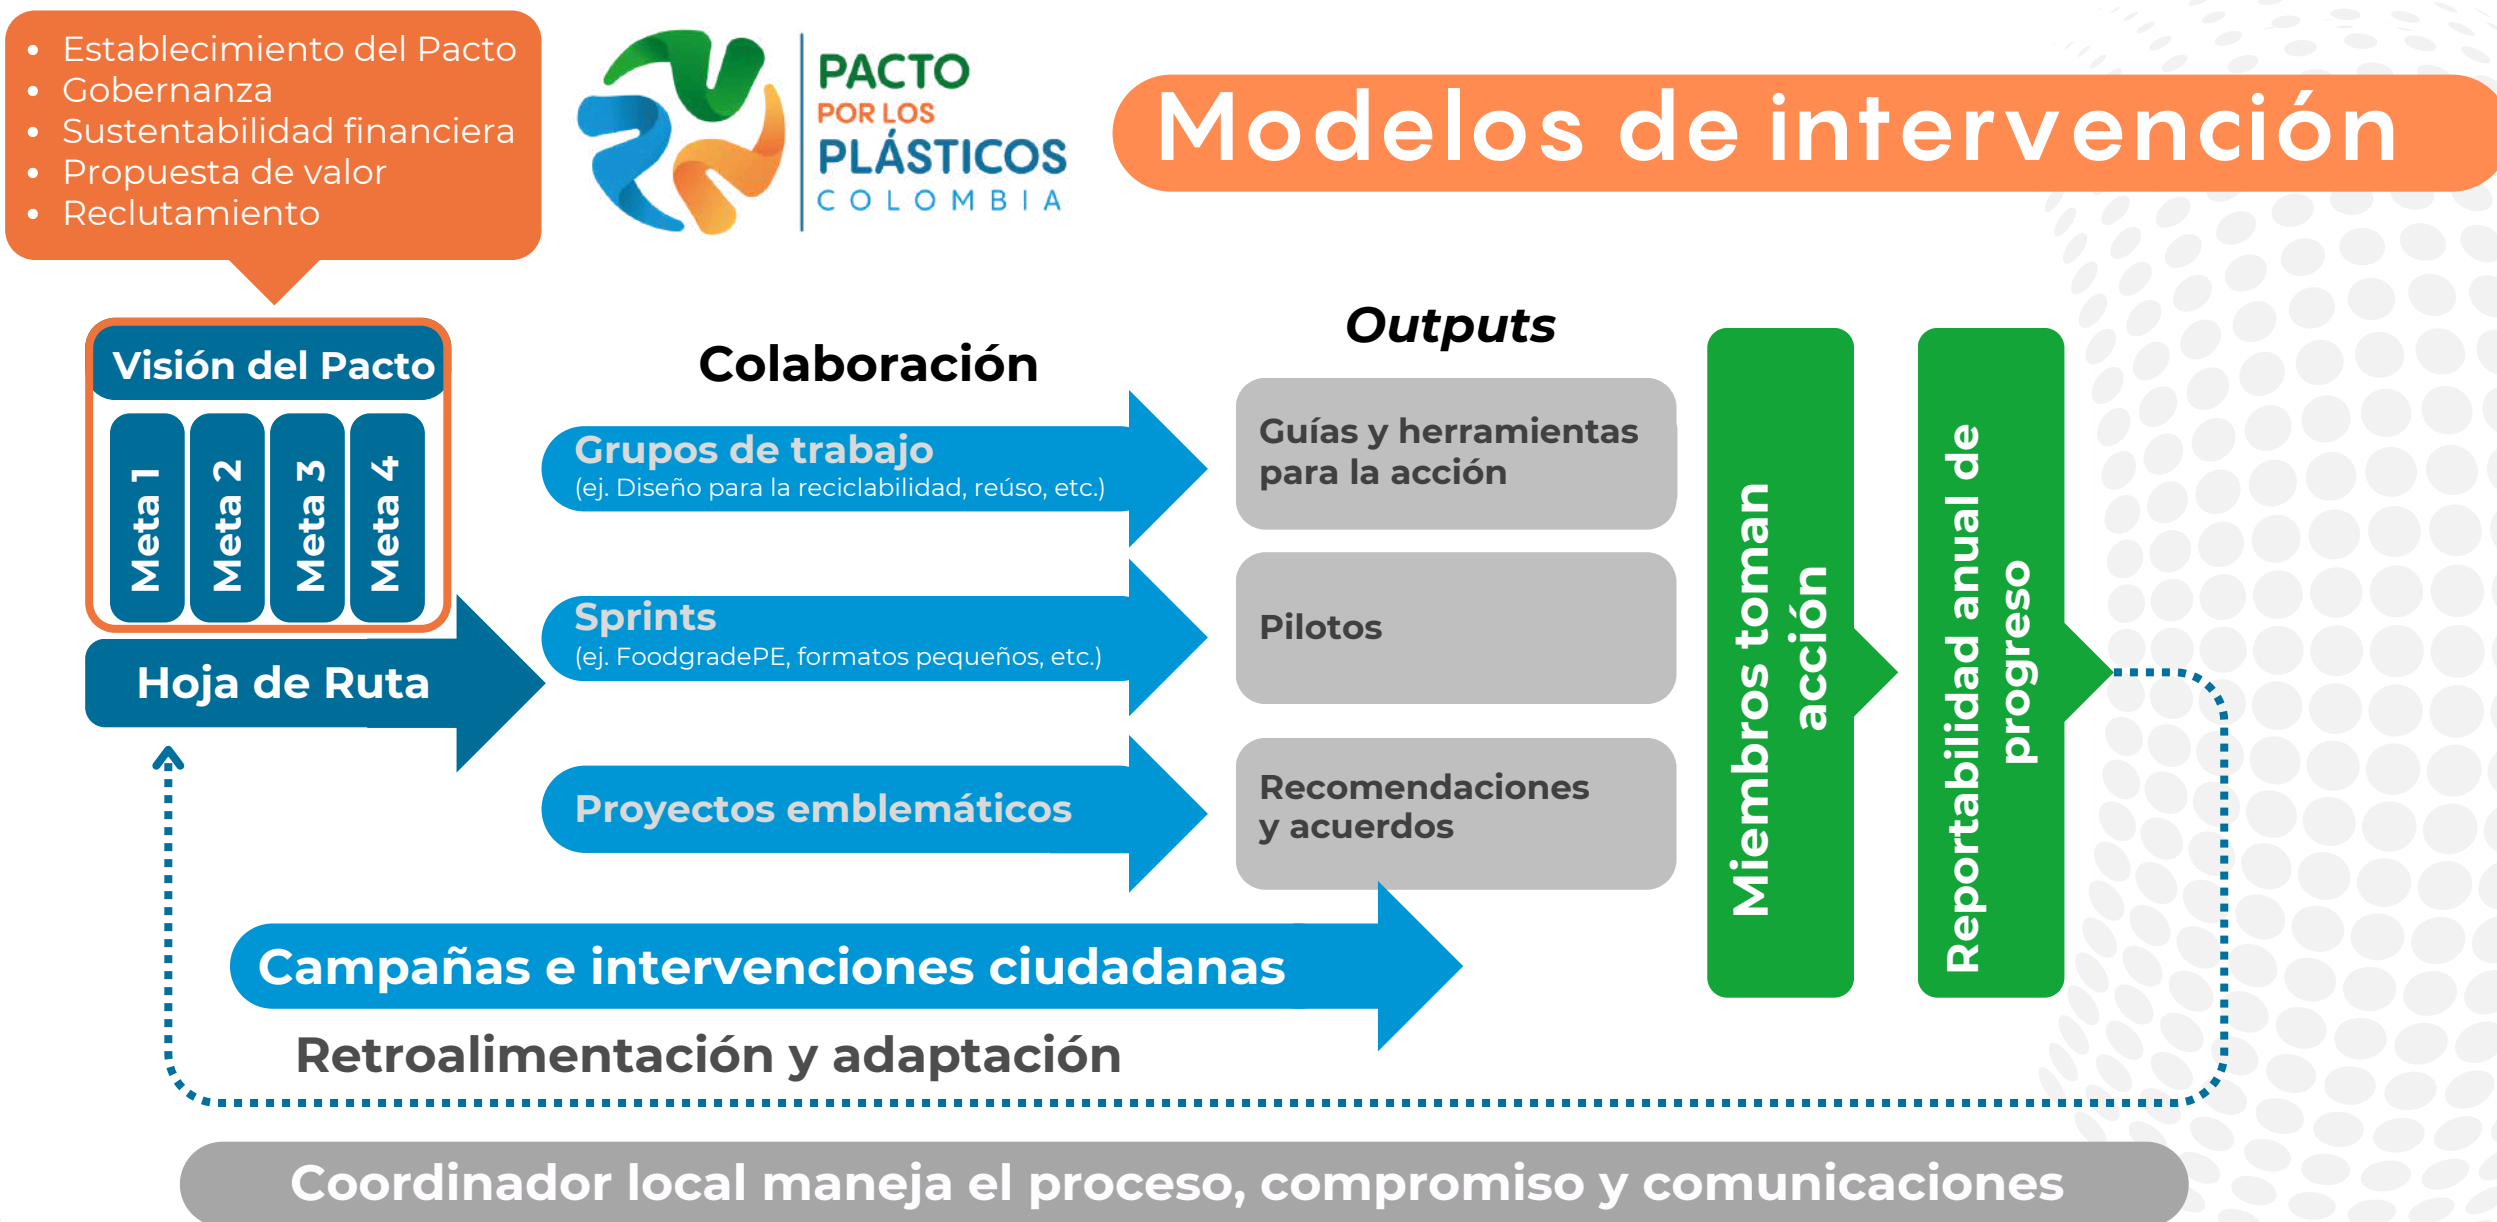 • Establecimiento del Pacto
• Gobernanza
• Sustentabilidad financiera
• Propuesta de valor
• Reclutamiento
PACTO
POR LOS
PLÁSTICOS
COLOMBIA
Modelos de intervención
Visión del Pacto
Meta 1
Meta 2
Meta 3
Meta 4
Hoja de Ruta
Colaboración
Grupos de trabajo
(ej. Diseño para la reciclabilidad, reúso, etc.)
Sprints
(ej. FoodgradePE, formatos pequeños, etc.)
Proyectos emblemáticos
Outputs
Guías y herramientas
para la acción
Pilotos
Recomendaciones
y acuerdos
Miembros toman
acción
Reportabilidad anual de
progreso
Campañas e intervenciones ciudadanas
Retroalimentación y adaptación
Coordinador local maneja el proceso, compromiso y comunicaciones